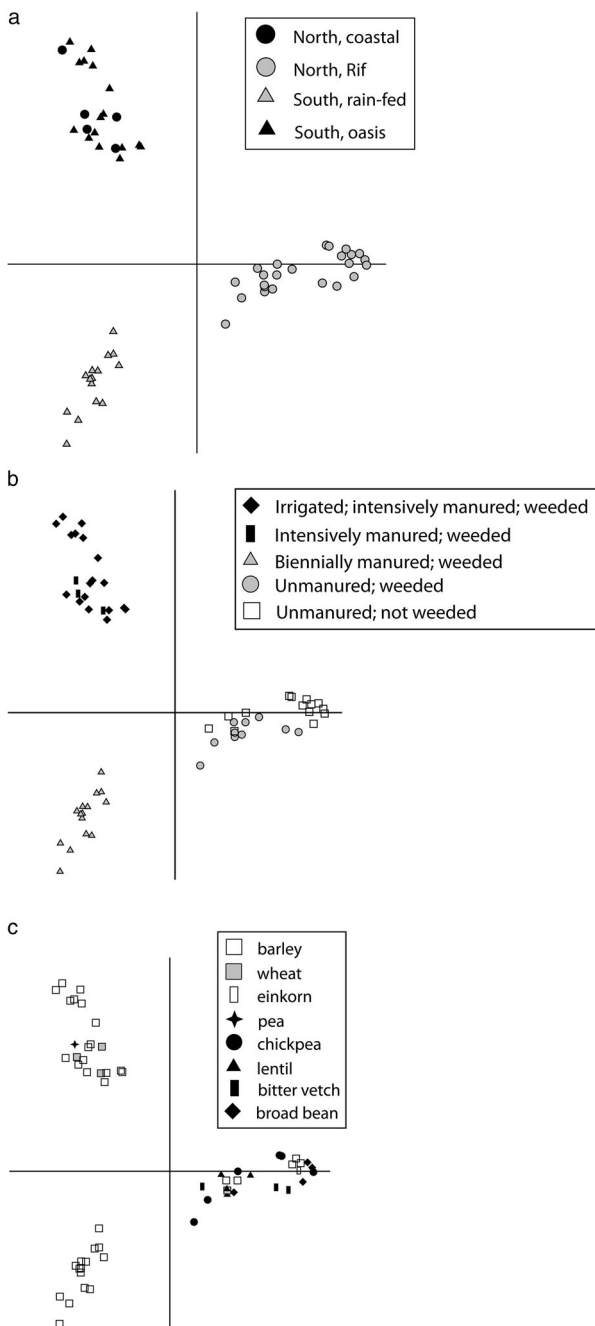 a
North, coastal
North, Rif
South, rain-fed
South, oasis
b
Irrigated; intensively manured; weeded
Intensively manured; weeded
Biennially manured; weeded
Unmanured; weeded
Unmanured; not weeded
c
barley
wheat
einkorn
pea
chickpea
lentil
bitter vetch
broad bean